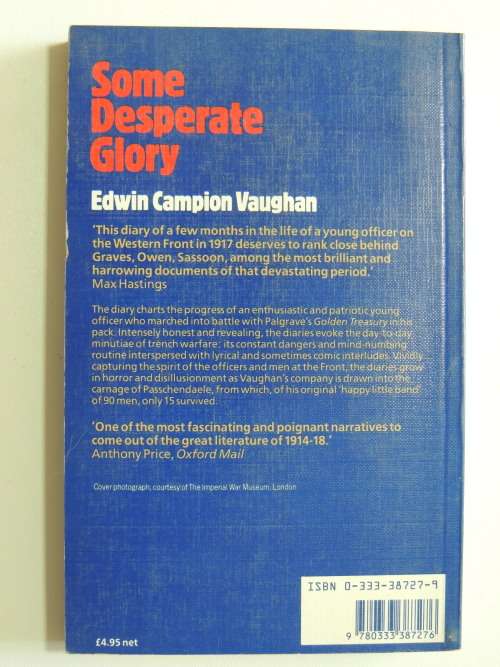 Some
Desperate
Glory
Edwin Campion Vaughan
'This diary of a few months in the life of a young officer on
the Western Front in 1917 deserves to rank close behind
Graves, Owen, Sassoon, among the most brilliant and
harrowing documents of that devastating period.'
Max Hastings
The diary charts the progress of an enthusiastic and patriotic young
officer who marched into battle with Palgrave's Golden Treasury in his
pack. Intensely honest and revealing, the diaries evoke the day-to-day
minutiae of trench warfare: its constant dangers and mind-numbing
routine interspersed with lyrical and sometimes comic interludes. Vividly
capturing the spirit of the officers and men at the Front, the diaries grow
in horror and disillusionment as Vaughan's company is drawn into the
carnage of Passchendaele, from which, of his original 'happy little band'
of 90 men, only 15 survived.
'One of the most fascinating and poignant narratives to
come out of the great literature of 1914-18.'
Anthony Price, Oxford Mail
Cover photograph; courtesy of The Imperial War Museum, London
ISBN 0-333-38727-9
9 780333 387276
£4.95 net